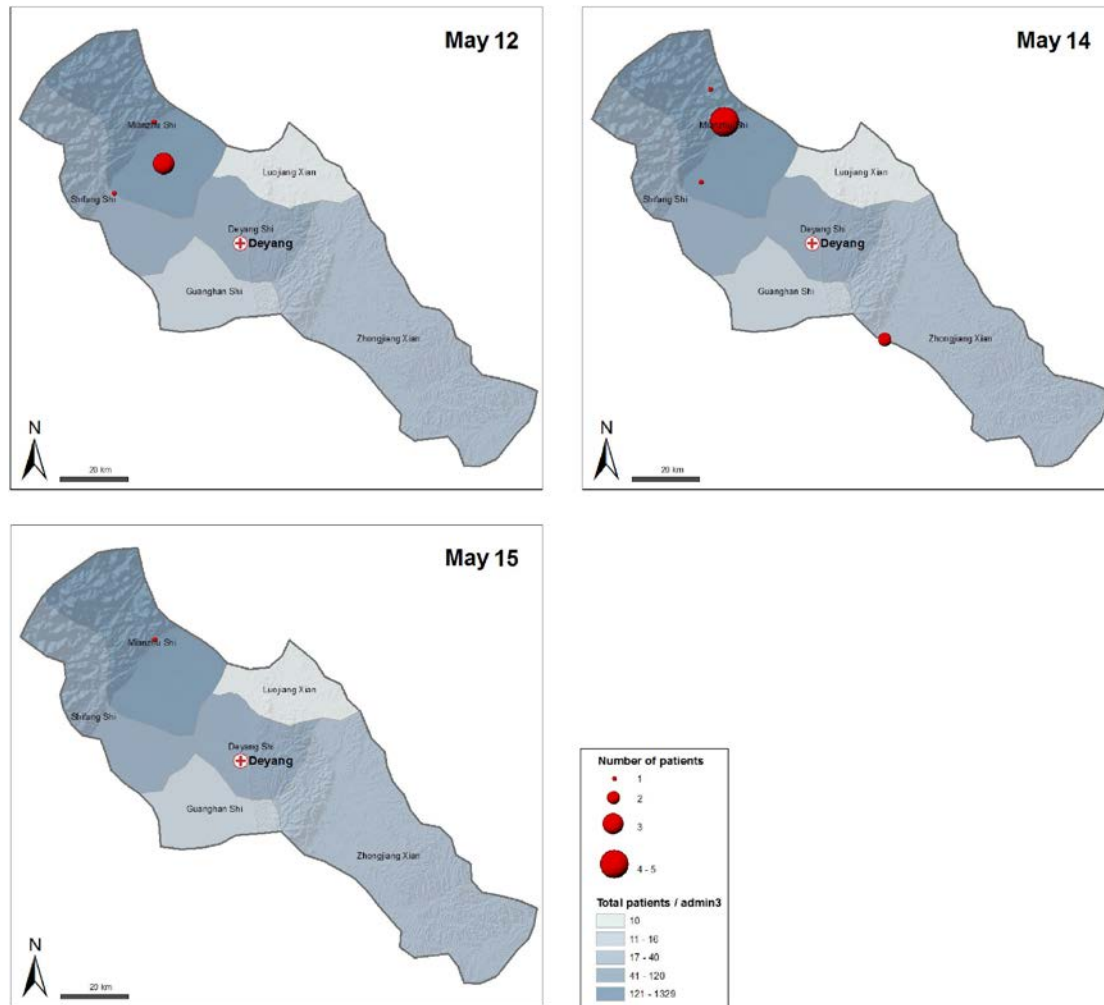 May 12
Mianzhu Shi
Luojiang Xian
Shifang Shi
Deyang Shi
Deyang
Guanghan Shi
Zhongjiang Xian
N
20 km
May 14
Mianzhu Shi
Luojiang Xian
Shifang Shi
Deyang Shi
Deyang
Guanghan Shi
Zhongjiang Xian
N
20 km
May 15
Mianzhu Shi
Luojiang Xian
Shifang Shi
Deyang Shi
Deyang
Guanghan Shi
Zhongjiang Xian
N
20 km
Number of patients
1
2
3
4 - 5
Total patients / admin3
10
11 - 16
17 - 40
41 - 120
121 - 1329